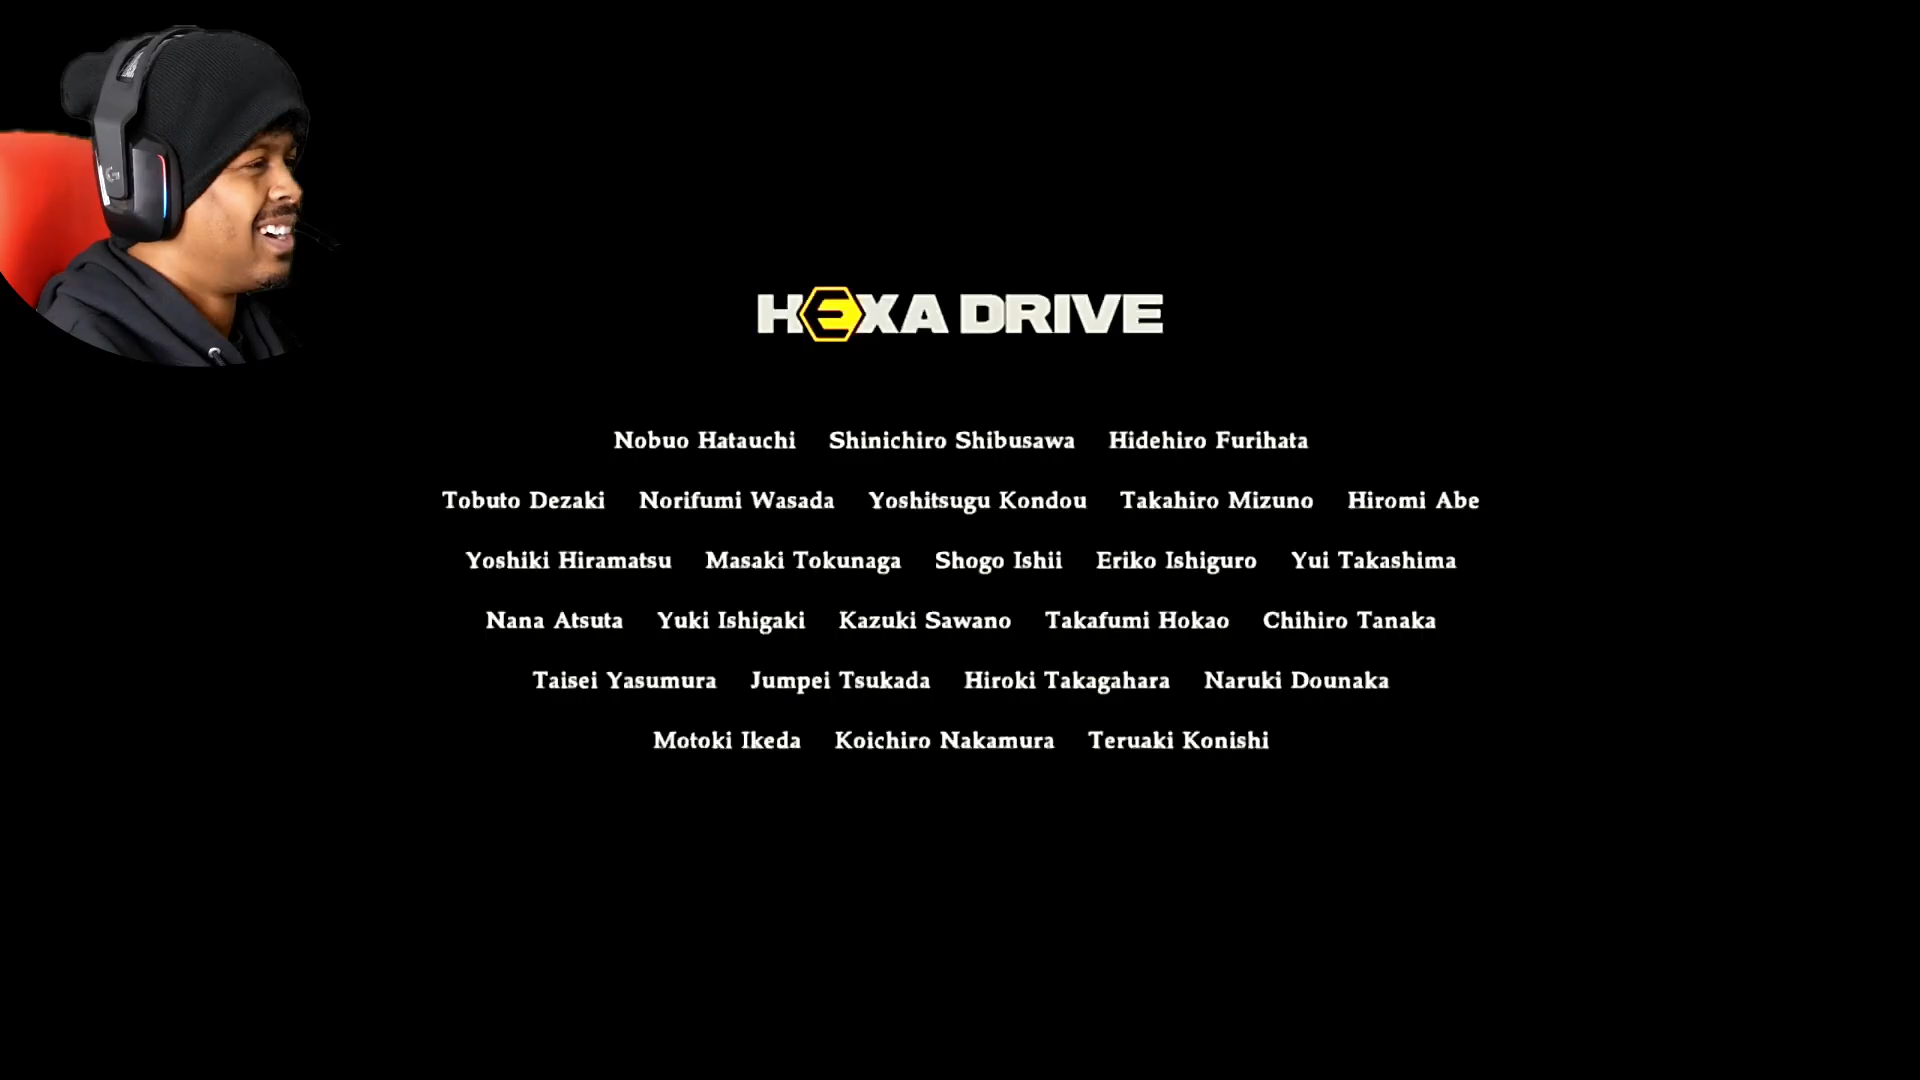 HEXA DRIVE
Nobuo Hatauchi Shinichiro Shibusawa Hidehiro Furihata
Tobuto Dezaki Norifumi Wasada Yoshitsugu Kondou Takahiro Mizuno Hiromi Abe
Yoshiki Hiramatsu Masaki Tokunaga Shogo Ishii Eriko Ishiguro Yui Takashima
Nana Atsuta Yuki Ishigaki Kazuki Sawano Takafumi Hokao Chihiro Tanaka
Taisei Yasumura Jumpei Tsukada Hiroki Takagahara Naruki Dounaka
Motoki Ikeda Koichiro Nakamura Teruaki Konishi